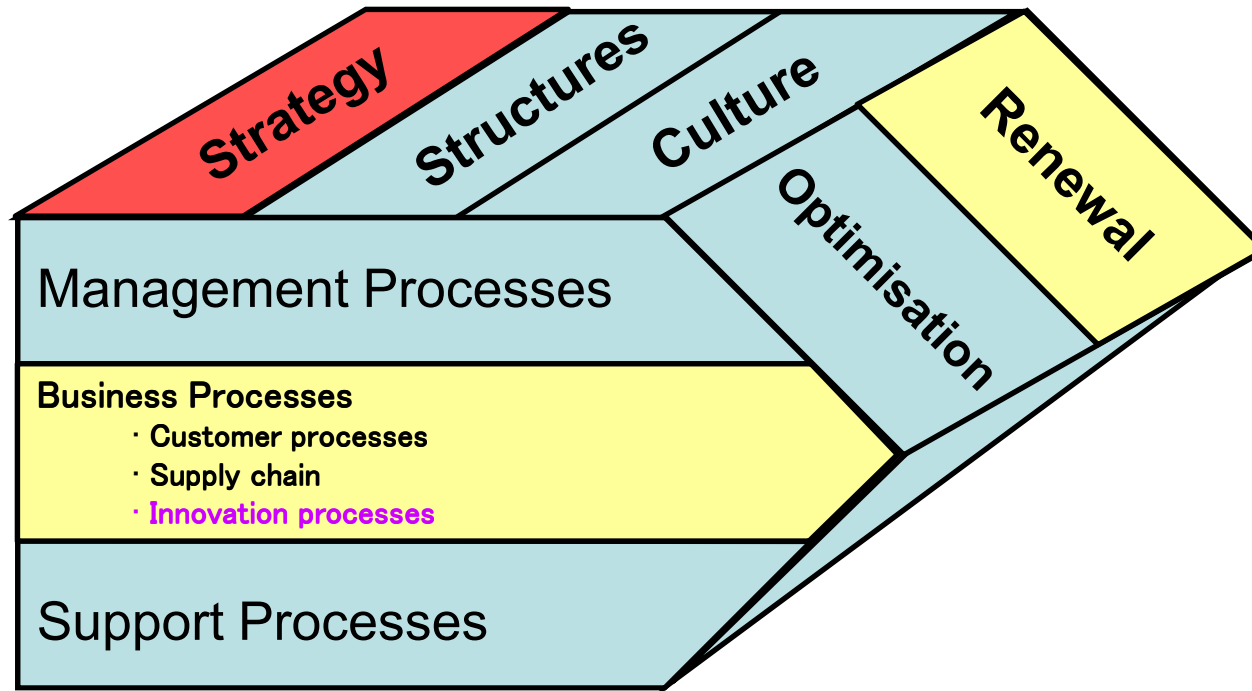 Strategy
Structures
Culture
Renewal
Optimisation
Management Processes
Business Processes
· Customer processes
· Supply chain
· Innovation processes
Support Processes